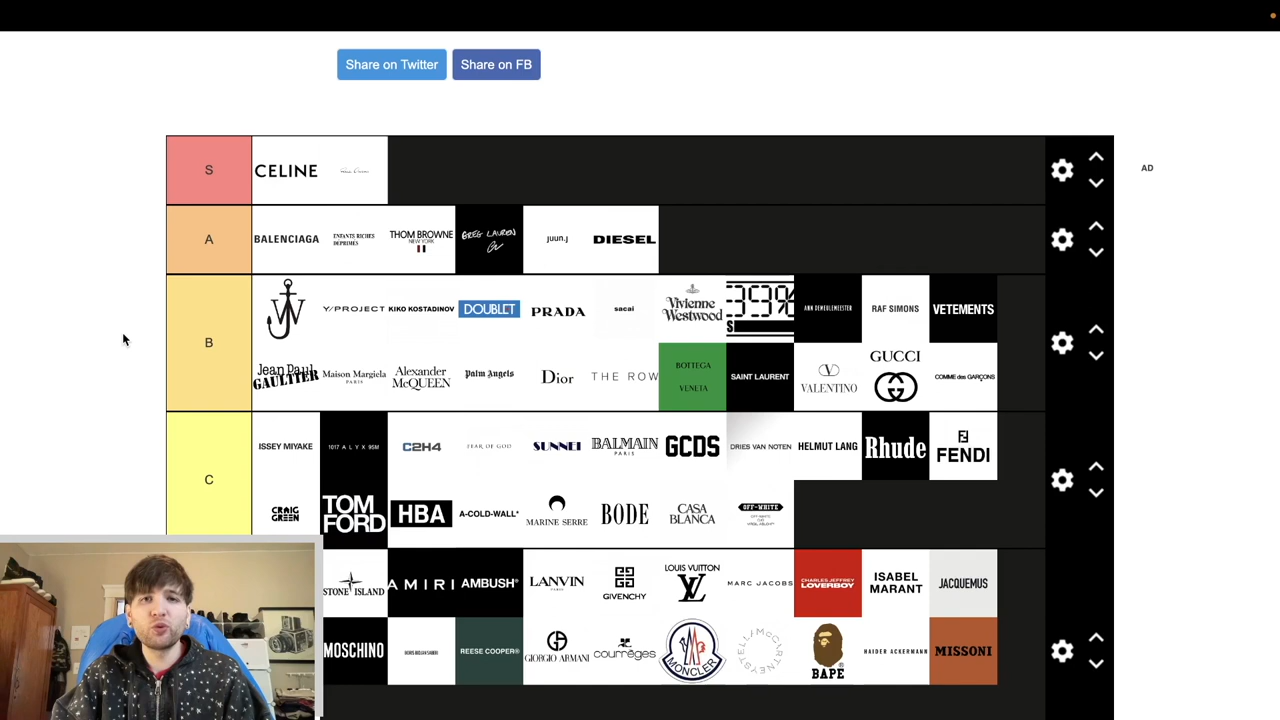 Share on Twitter
Share on FB
AD
S
CELINE
A
BALENCIAGA
ENFANTS RICHES
DEPRIMES
THOM BROWNE
NEW YORK
GREG LAUREN
juun.j
DIESEL
B
JW
Y/PROJECT
KIKO KOSTADINOV
DOUBLET
PRADA
sacai
Vivienne
Westwood
ANN DEMEULEMEESTER
RAF SIMONS
VETEMENTS
Jean Paul
GAULTIER
Maison Margiela
PARIS
Alexander
McQUEEN
Palm Angels
Dior
THE ROW
BOTTEGA
VENETA
SAINT LAURENT
V
VALENTINO
GUCCI
COMME des GARÇONS
C
ISSEY MIYAKE
1017 ALYX 9SM
C2H4
FEAR OF GOD
SUNNEI
BALMAIN
PARIS
GCDS
DRIES VAN NOTEN
HELMUT LANG
Rhude
FENDI
CRAIG
GREEN
TOM
FORD
HBA
A-COLD-WALL*
MARINE SERRE
BODE
CASA
BLANCA
OFF-WHITE
STONE ISLAND
AMIRI
AMBUSH®
LANVIN
PARIS
GIVENCHY
LOUIS VUITTON
LV
MARC JACOBS
CHARLES JEFFREY
LOVERBOY
ISABEL
MARANT
JACQUEMUS
MOSCHINO
REESE COOPER®
GIORGIO ARMANI
courrèges
MONCLER
STELLA McCARTNEY
BAPE®
HAIDER ACKERMANN
MISSONI